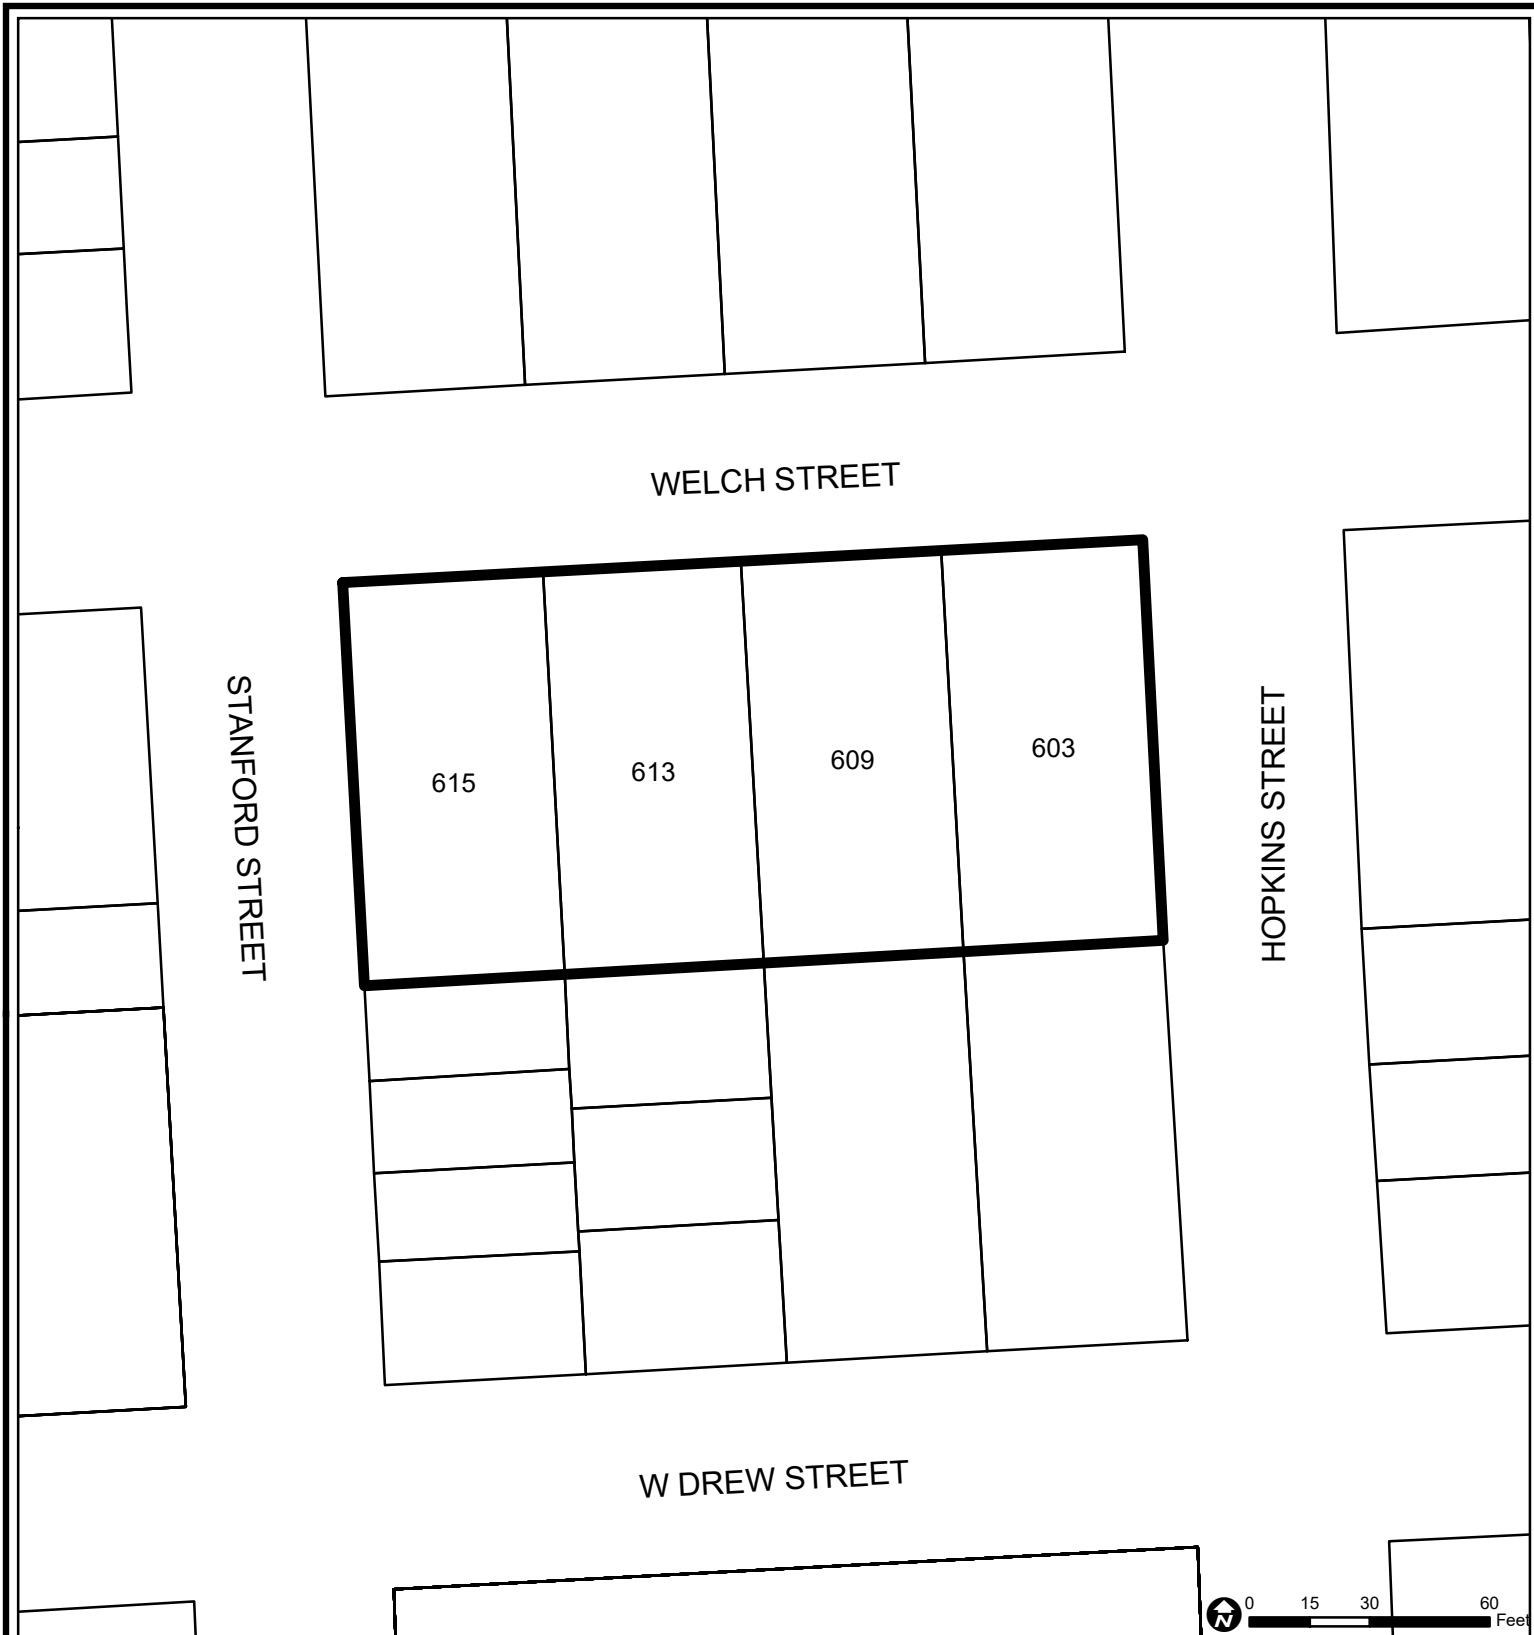 WELCH STREET
STANFORD STREET
615
613
609
603
HOPKINS STREET
W DREW STREET
N
0 15 30 60
Feet